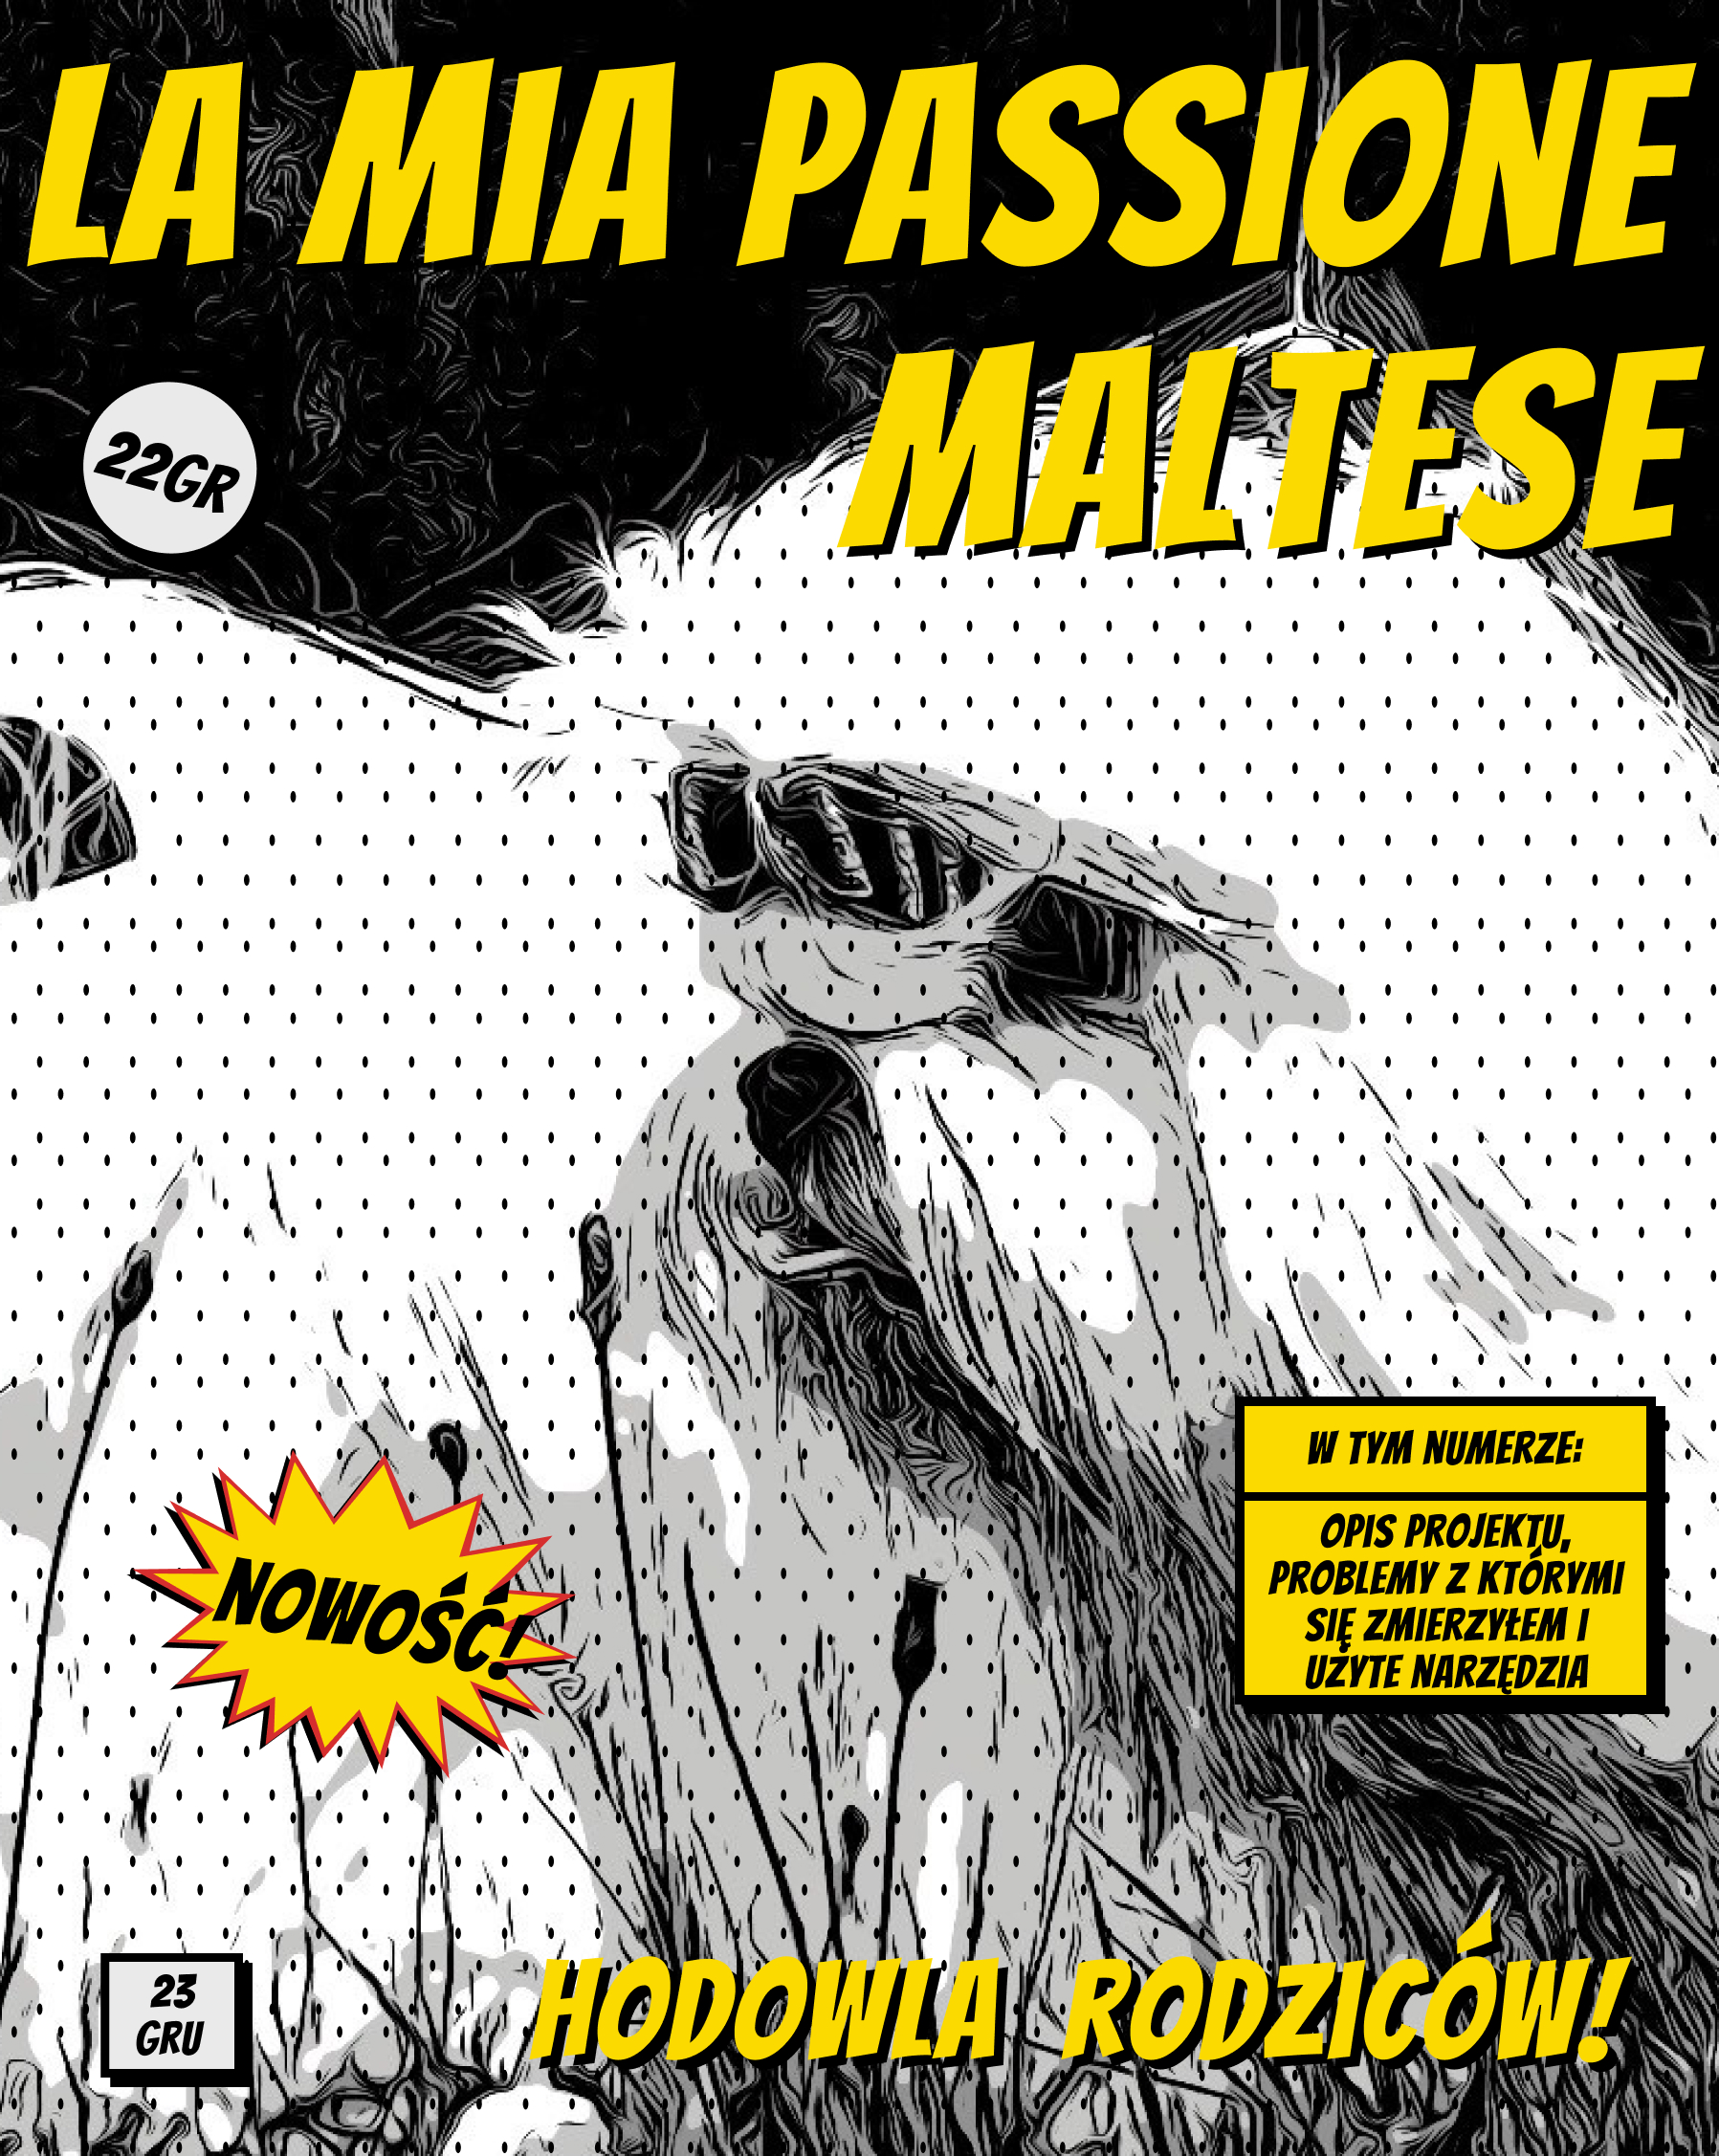 LA MIA PASSIONE
MALTESE
22GR
W TYM NUMERZE:
OPIS PROJEKTU,
PROBLEMY Z KTÓRYMI
SIĘ ZMIERZYŁEM I
UŻYTE NARZĘDZIA
NOWOŚĆ!
23
GRU
HODOWLA RODZICÓW!